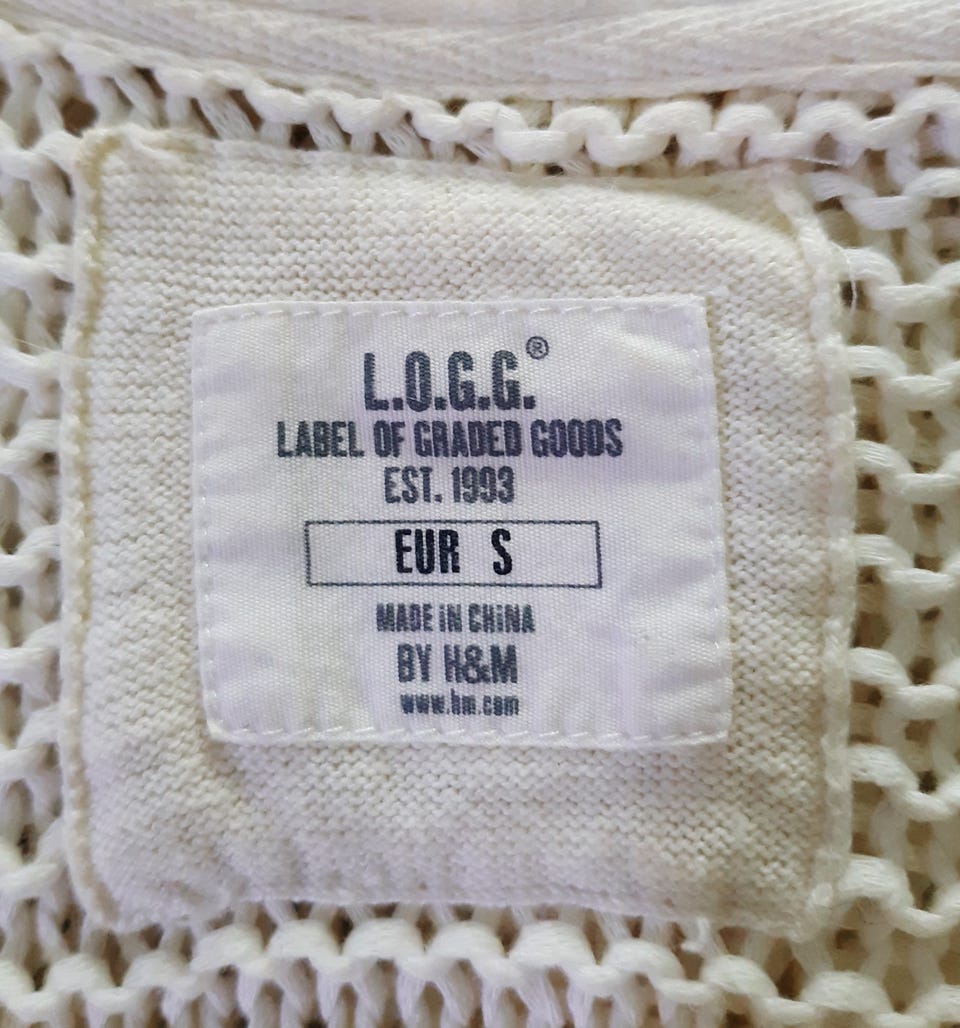 L.O.G.G.®
LABEL OF GRADED GOODS
EST. 1993
EUR S
MADE iN CHiNA
BY H&M
www.hm.com